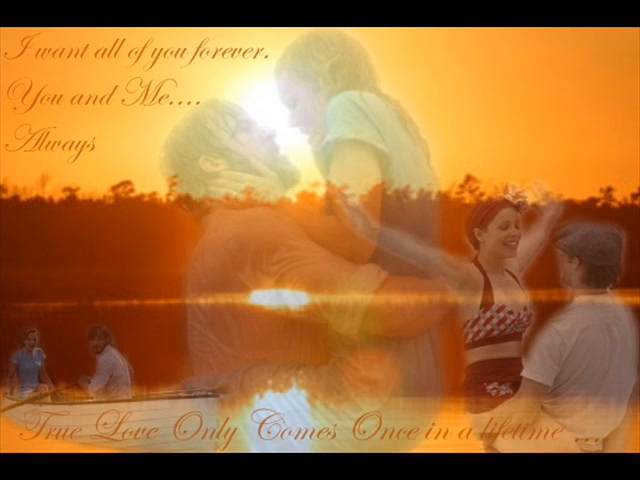 I want all of you forever.
You and Me....
Always
True Love Only Comes Once in a lifetime ...